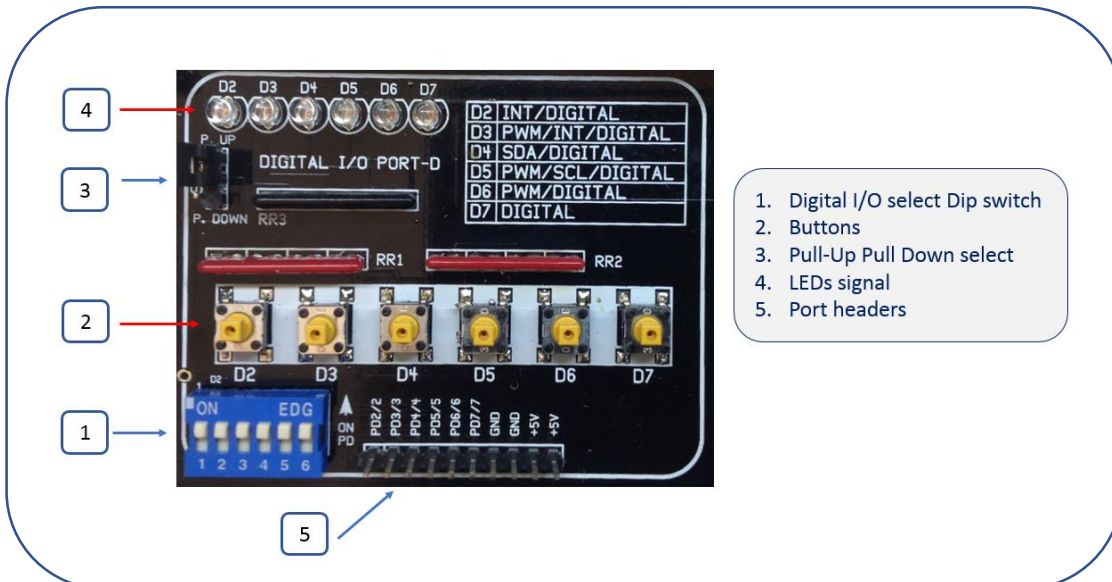 D2 D3 D4 D5 D6 D7
4
P. UP
D2 INT/DIGITAL
D3 PWM/INT/DIGITAL
D4 SDA/DIGITAL
D5 PWM/SCL/DIGITAL
D6 PWM/DIGITAL
D7 DIGITAL
DIGITAL I/O PORT-D
3
P. DOWN RR3
RR1 RR2
2
D2 D3 D4 D5 D6 D7
1 D2
ON EDG
1 2 3 4 5 6
1
ON
PD
PD2/2
PD3/3
PD4/4
PD5/5
PD6/6
PD7/7
GND
GND
+5V
+5V
5
1. Digital I/O select Dip switch
2. Buttons
3. Pull-Up Pull Down select
4. LEDs signal
5. Port headers